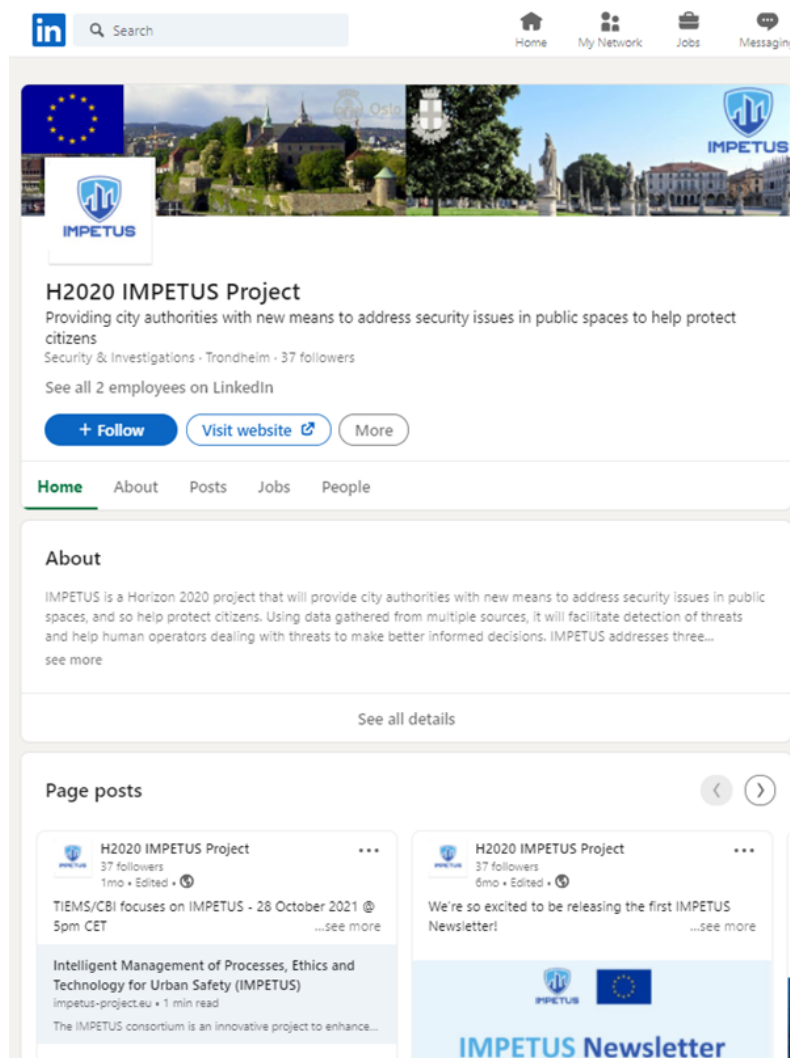 in
Search
Home
My Network
Jobs
Messaging
Oslo
IMPETUS
IMPETUS
H2020 IMPETUS Project
Providing city authorities with new means to address security issues in public spaces to help protect
citizens
Security & Investigations · Trondheim · 37 followers
See all 2 employees on LinkedIn
+ Follow
Visit website
More
Home
About
Posts
Jobs
People
About
IMPETUS is a Horizon 2020 project that will provide city authorities with new means to address security issues in public
spaces, and so help protect citizens. Using data gathered from multiple sources, it will facilitate detection of threats
and help human operators dealing with threats to make better informed decisions. IMPETUS addresses three...
see more
See all details
Page posts
IMPETUS
H2020 IMPETUS Project
37 followers
1mo • Edited •
TIEMS/CBI focuses on IMPETUS - 28 October 2021 @
5pm CET
...see more
Intelligent Management of Processes, Ethics and
Technology for Urban Safety (IMPETUS)
impetus-project.eu • 1 min read
The IMPETUS consortium is an innovative project to enhance...
IMPETUS
H2020 IMPETUS Project
37 followers
6mo • Edited •
We're so excited to be releasing the first IMPETUS
Newsletter!
...see more
IMPETUS
IMPETUS Newsletter